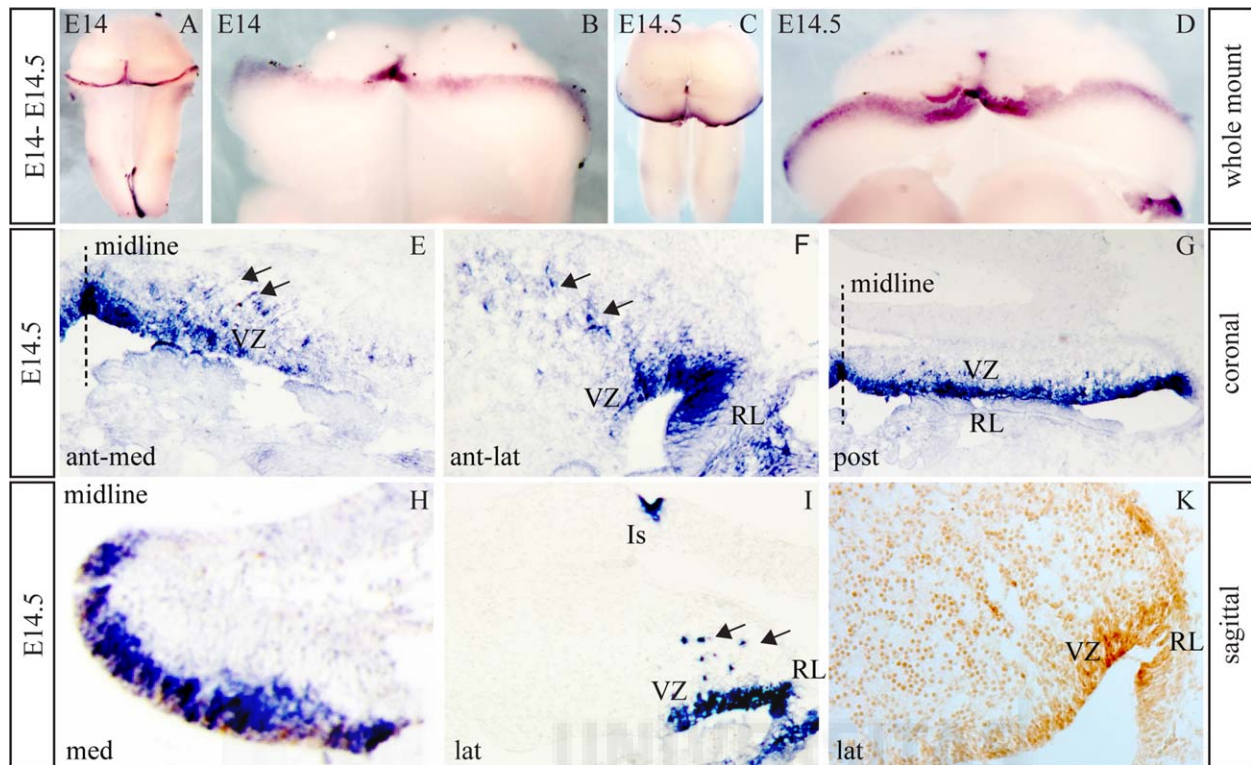 E14- E14.5
E14
A
E14
B
E14.5
C
E14.5
D
whole mount
E14.5
midline
E
VZ
ant-med
F
VZ
RL
ant-lat
G
midline
VZ
RL
post
coronal
E14.5
midline
H
med
I
Is
VZ
RL
lat
K
VZ
RL
lat
sagittal